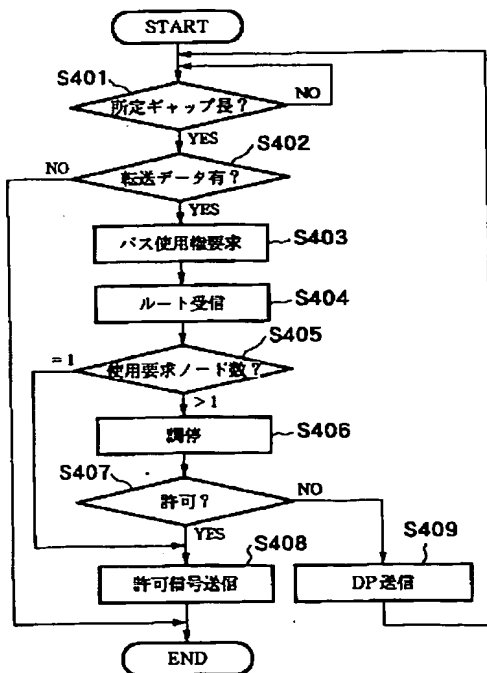 START
S401
所定ギャップ長？
NO
YES
S402
NO
転送データ有？
YES
バス使用権要求
S403
ルート受信
S404
S405
= 1
使用要求ノード数？
> 1
調停
S406
S407
許可？
NO
YES
S408
S409
許可信号送信
DP送信
END